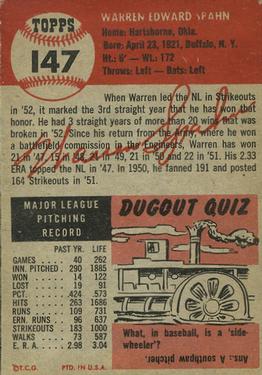 TOPPS
147
WARREN EDWARD SPAHN
Home: Hartshorne, Okla.
Born: April 23, 1921, Buffalo, N. Y.
Ht.: 6' — Wt.: 172
Throws: Left - Bats: Left
When Warren led the NL in Strikeouts
in '52, it marked the 3rd straight year that he has won that
honor. He had 3 straight years of more than 20 wins that was
broken in '52. Since his return from the Army, where he won
a battlefield commission in the Engineers, Warren has won
21 in '47, 15 in '48, 21 in '49, 21 in '50 and 22 in '51. His 2.33
ERA topped the NL in '47. In 1950, he fanned 191 and posted
164 Strikeouts in '51.
Warren Spahn
MAJOR LEAGUE
PITCHING
RECORD
PAST YR. LIFE
GAMES 40 262
INN. PITCHED 290 1885
WON 14 122
LOST 19 91
PCT. .424 .573
HITS 263 1686
RUNS 109 731
ERN. RUNS 96 637
STRIKEOUTS 183 1000
WALKS 73 587
E. R. A. 2.98 3.04
©T.C.G. PTD. IN U.S.A.
DUGOUT QUIZ
What, in baseball, is a 'side-
wheeler'?
Ans.: A southpaw pitcher.